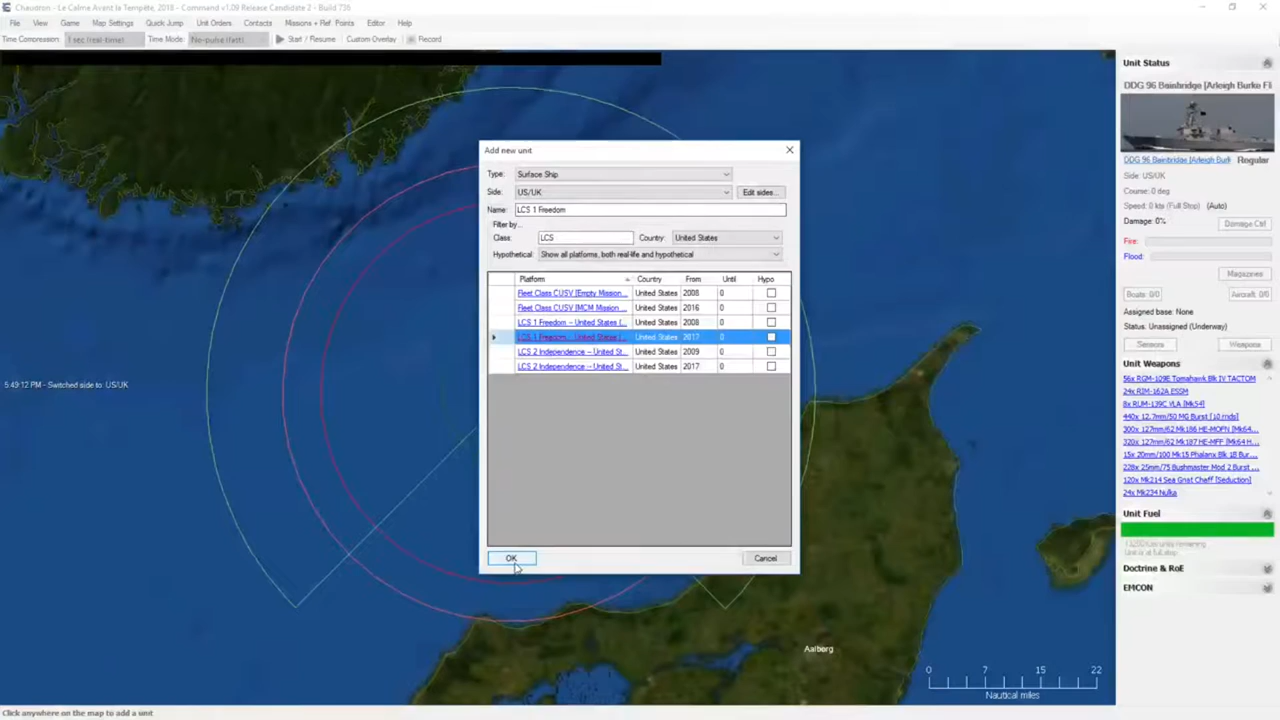 Chaudron - Le Calme Avant la Tempête, 2018 - Command v1.09 Release Candidate 2 - Build 736
File View Game Map Settings Quick Jump Unit Orders Contacts Missions + Ref. Points Editor Help
Time Compression: 1 sec (real-time) Time Mode: No-pulse (fast) Start / Resume Custom Overlay Record
Add new unit
Type: Surface Ship
Side: US/UK Edit sides...
Name: LCS 1 Freedom
Filter by...
Class: LCS Country: United States
Hypothetical: Show all platforms, both real-life and hypothetical
Platform Country From Until Hypo
Fleet Class CUSV [Empty Mission... United States 2008 0
Fleet Class CUSV [MCM Mission ... United States 2016 0
LCS 1 Freedom -- United States (... United States 2008 0
LCS 1 Freedom -- United States (... United States 2017 0
LCS 2 Independence -- United St... United States 2009 0
LCS 2 Independence -- United St... United States 2017 0
OK Cancel
5:49:12 PM - Switched side to: US/UK
Aalborg
0 7 15 22
Nautical miles
Click anywhere on the map to add a unit
Unit Status
DDG 96 Bainbridge [Arleigh Burke Fl
DDG 96 Bainbridge [Arleigh Burk Regular
Side: US/UK
Course: 0 deg
Speed: 0 kts (Full Stop) (Auto)
Damage: 0% Damage Ctrl
Fire:
Flood:
Magazines
Boats: 0/0 Aircraft: 0/0
Assigned base: None
Status: Unassigned (Underway)
Sensors Weapons
Unit Weapons
56x RGM-109E Tomahawk Blk IV TACTOM
24x RIM-162A ESSM
8x RUM-139C VLA [Mk54]
440x 12.7mm/50 MG Burst [10 rnds]
300x 127mm/62 Mk186 HE-MOFN [Mk64...
320x 127mm/62 Mk187 HE-MFF [Mk64 H...
15x 20mm/100 Mk15 Phalanx Blk 1B Bur...
228x 25mm/75 Bushmaster Mod 2 Burst ...
120x Mk214 Sea Gnat Chaff [Seduction]
24x Mk234 Nulka
Unit Fuel
Unit is at full stop
Doctrine & RoE
EMCON